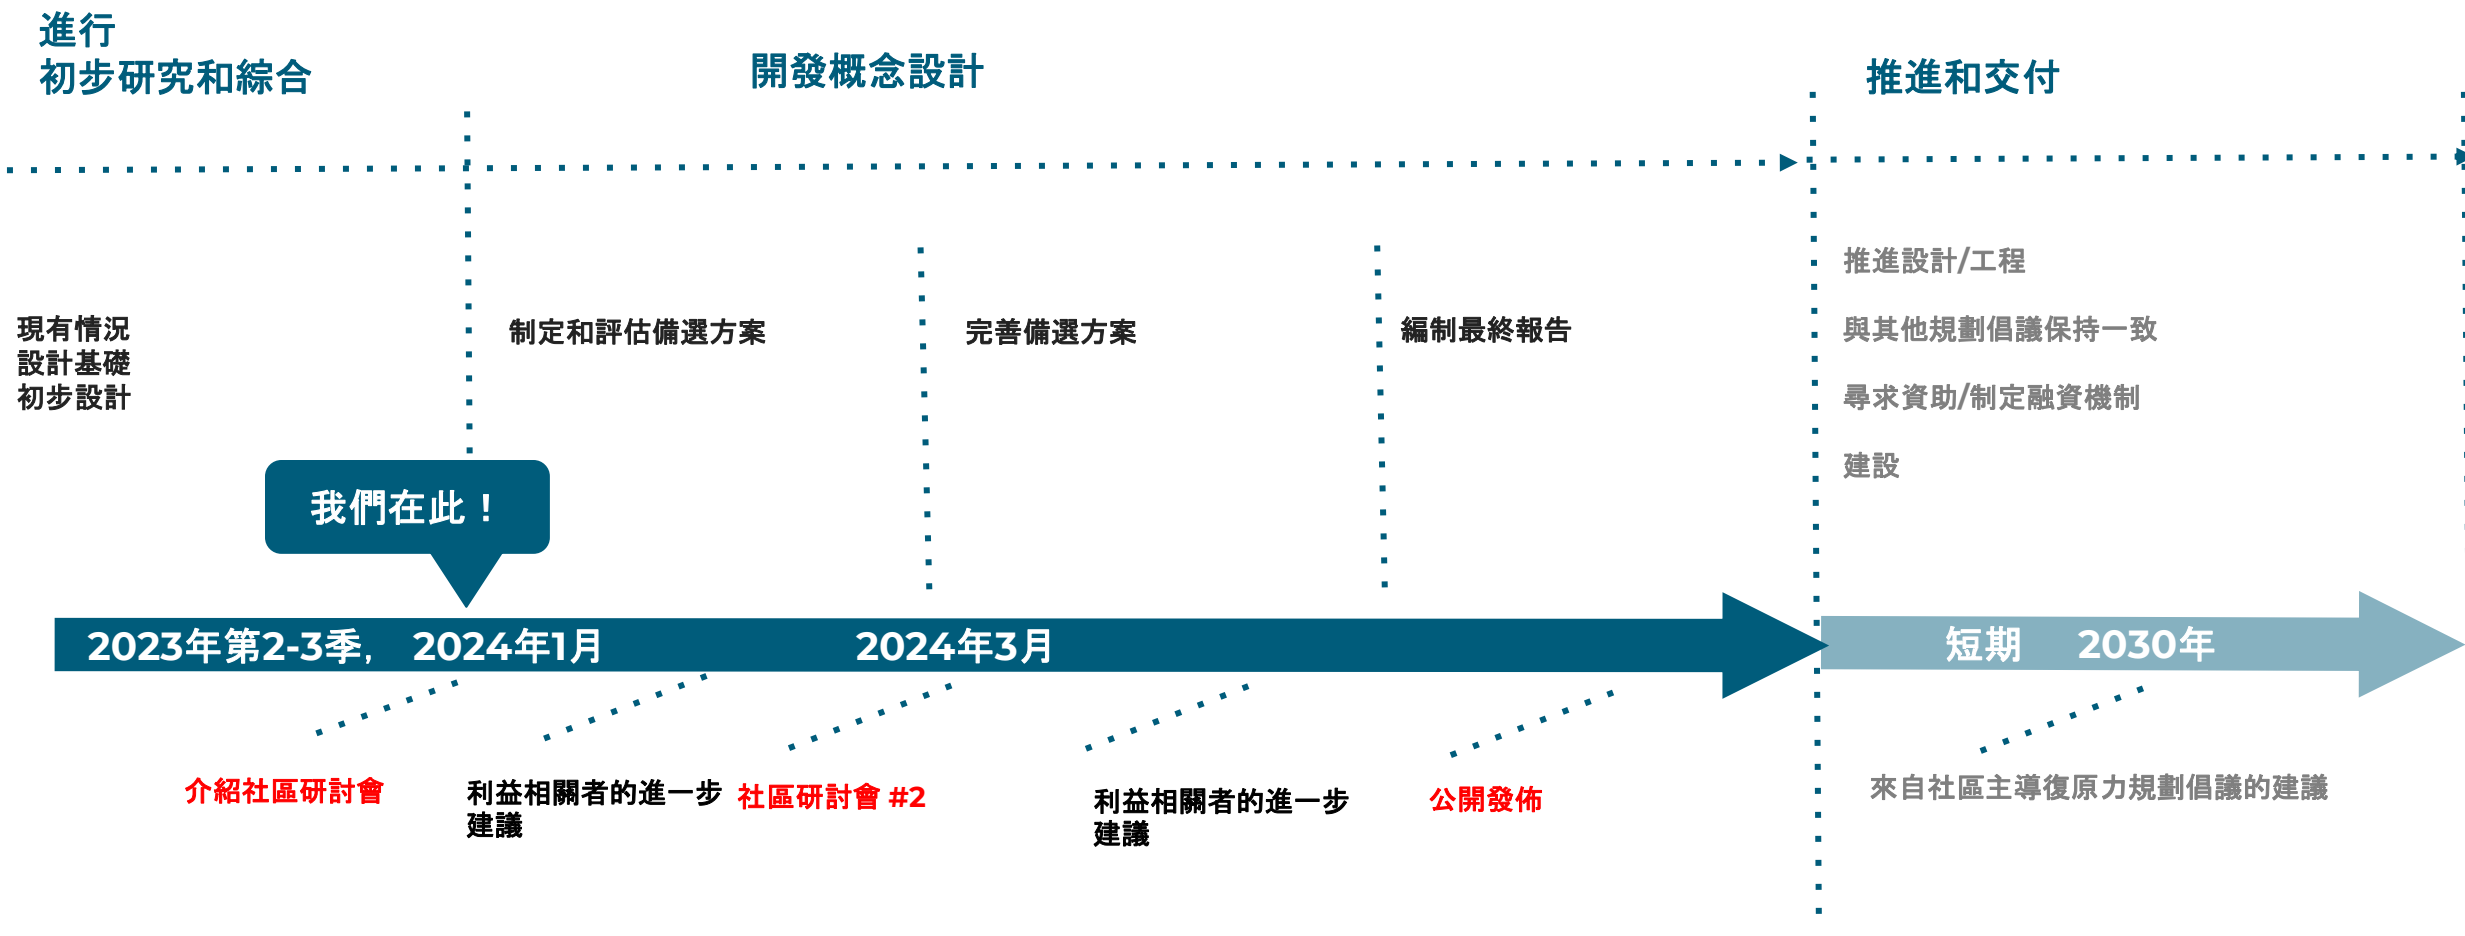 進行
初步研究和綜合
開發概念設計
推進和交付
現有情況
設計基礎
初步設計
制定和評估備選方案
完善備選方案
編制最終報告
推進設計/工程
與其他規劃倡議保持一致
尋求資助/制定融資機制
建設
我們在此！
2023年第2-3季,
2024年1月
2024年3月
短期
2030年
介紹社區研討會
利益相關者的進一步
建議
社區研討會 #2
利益相關者的進一步
建議
公開發佈
來自社區主導復原力規劃倡議的建議